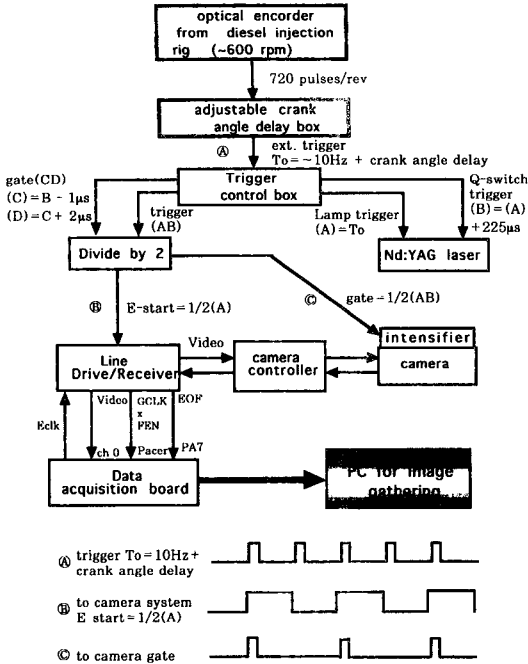 optical encorder
from diesel injection
rig (~600 rpm)
720 pulses/rev
adjustable crank
angle delay box
Ⓐ
ext. trigger
To=~10Hz + crank angle delay
Trigger
control box
gate(CD)
(C)=B - 1μs
(D)=C + 2μs
trigger
(AB)
Lamp trigger
(A)=To
Q-switch
trigger
(B)=(A)
+225μs
Divide by 2
Nd:YAG laser
Ⓑ
E-start=1/2(A)
Ⓒ
gate=1/2(AB)
intensifier
camera
Line
Drive/Receiver
Video
camera
controller
Eclk
Video
GCLK
x
FEN
EOF
ch 0
Pacer
PA7
Data
acquisition board
PC for image
gathering
Ⓐ trigger To=10Hz+
crank angle delay
Ⓑ to camera system
E start=1/2(A)
Ⓒ to camera gate